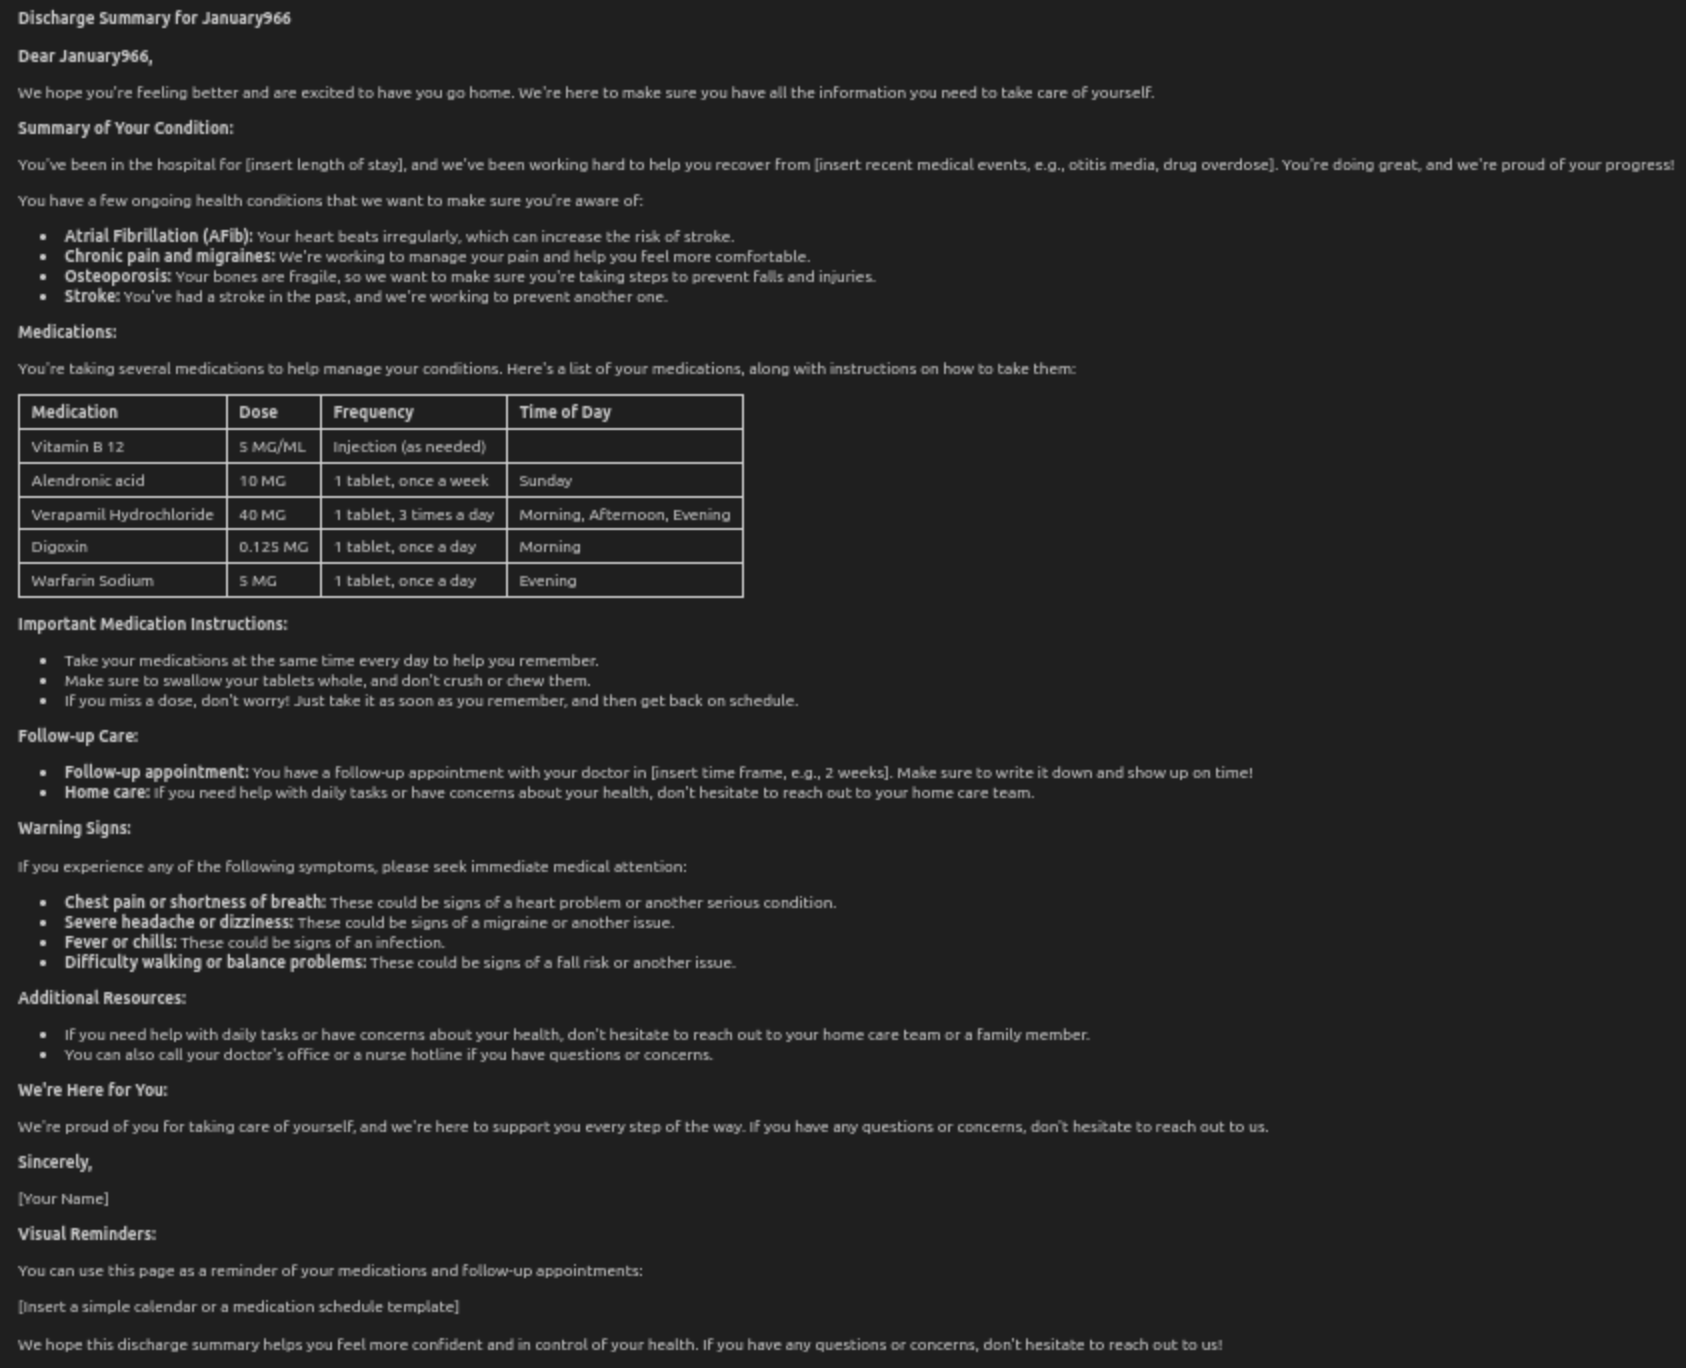 Discharge Summary for January966
Dear January966,
We hope you're feeling better and are excited to have you go home. We're here to make sure you have all the information you need to take care of yourself.
Summary of Your Condition:
You've been in the hospital for [insert length of stay], and we've been working hard to help you recover from [insert recent medical events, e.g., otitis media, drug overdose]. You're doing great, and we're proud of your progress!
You have a few ongoing health conditions that we want to make sure you're aware of:
• Atrial Fibrillation (AFib): Your heart beats irregularly, which can increase the risk of stroke.
• Chronic pain and migraines: We're working to manage your pain and help you feel more comfortable.
• Osteoporosis: Your bones are fragile, so we want to make sure you're taking steps to prevent falls and injuries.
• Stroke: You've had a stroke in the past, and we're working to prevent another one.
Medications:
You're taking several medications to help manage your conditions. Here's a list of your medications, along with instructions on how to take them:
Medication Dose Frequency Time of Day
Vitamin B 12 5 MG/ML Injection (as needed)
Alendronic acid 10 MG 1 tablet, once a week Sunday
Verapamil Hydrochloride 40 MG 1 tablet, 3 times a day Morning, Afternoon, Evening
Digoxin 0.125 MG 1 tablet, once a day Morning
Warfarin Sodium 5 MG 1 tablet, once a day Evening
Important Medication Instructions:
• Take your medications at the same time every day to help you remember.
• Make sure to swallow your tablets whole, and don't crush or chew them.
• If you miss a dose, don't worry! Just take it as soon as you remember, and then get back on schedule.
Follow-up Care:
• Follow-up appointment: You have a follow-up appointment with your doctor in [insert time frame, e.g., 2 weeks]. Make sure to write it down and show up on time!
• Home care: If you need help with daily tasks or have concerns about your health, don't hesitate to reach out to your home care team.
Warning Signs:
If you experience any of the following symptoms, please seek immediate medical attention:
• Chest pain or shortness of breath: These could be signs of a heart problem or another serious condition.
• Severe headache or dizziness: These could be signs of a migraine or another issue.
• Fever or chills: These could be signs of an infection.
• Difficulty walking or balance problems: These could be signs of a fall risk or another issue.
Additional Resources:
• If you need help with daily tasks or have concerns about your health, don't hesitate to reach out to your home care team or a family member.
• You can also call your doctor's office or a nurse hotline if you have questions or concerns.
We're Here for You:
We're proud of you for taking care of yourself, and we're here to support you every step of the way. If you have any questions or concerns, don't hesitate to reach out to us.
Sincerely,
[Your Name]
Visual Reminders:
You can use this page as a reminder of your medications and follow-up appointments:
[Insert a simple calendar or a medication schedule template]
We hope this discharge summary helps you feel more confident and in control of your health. If you have any questions or concerns, don't hesitate to reach out to us!